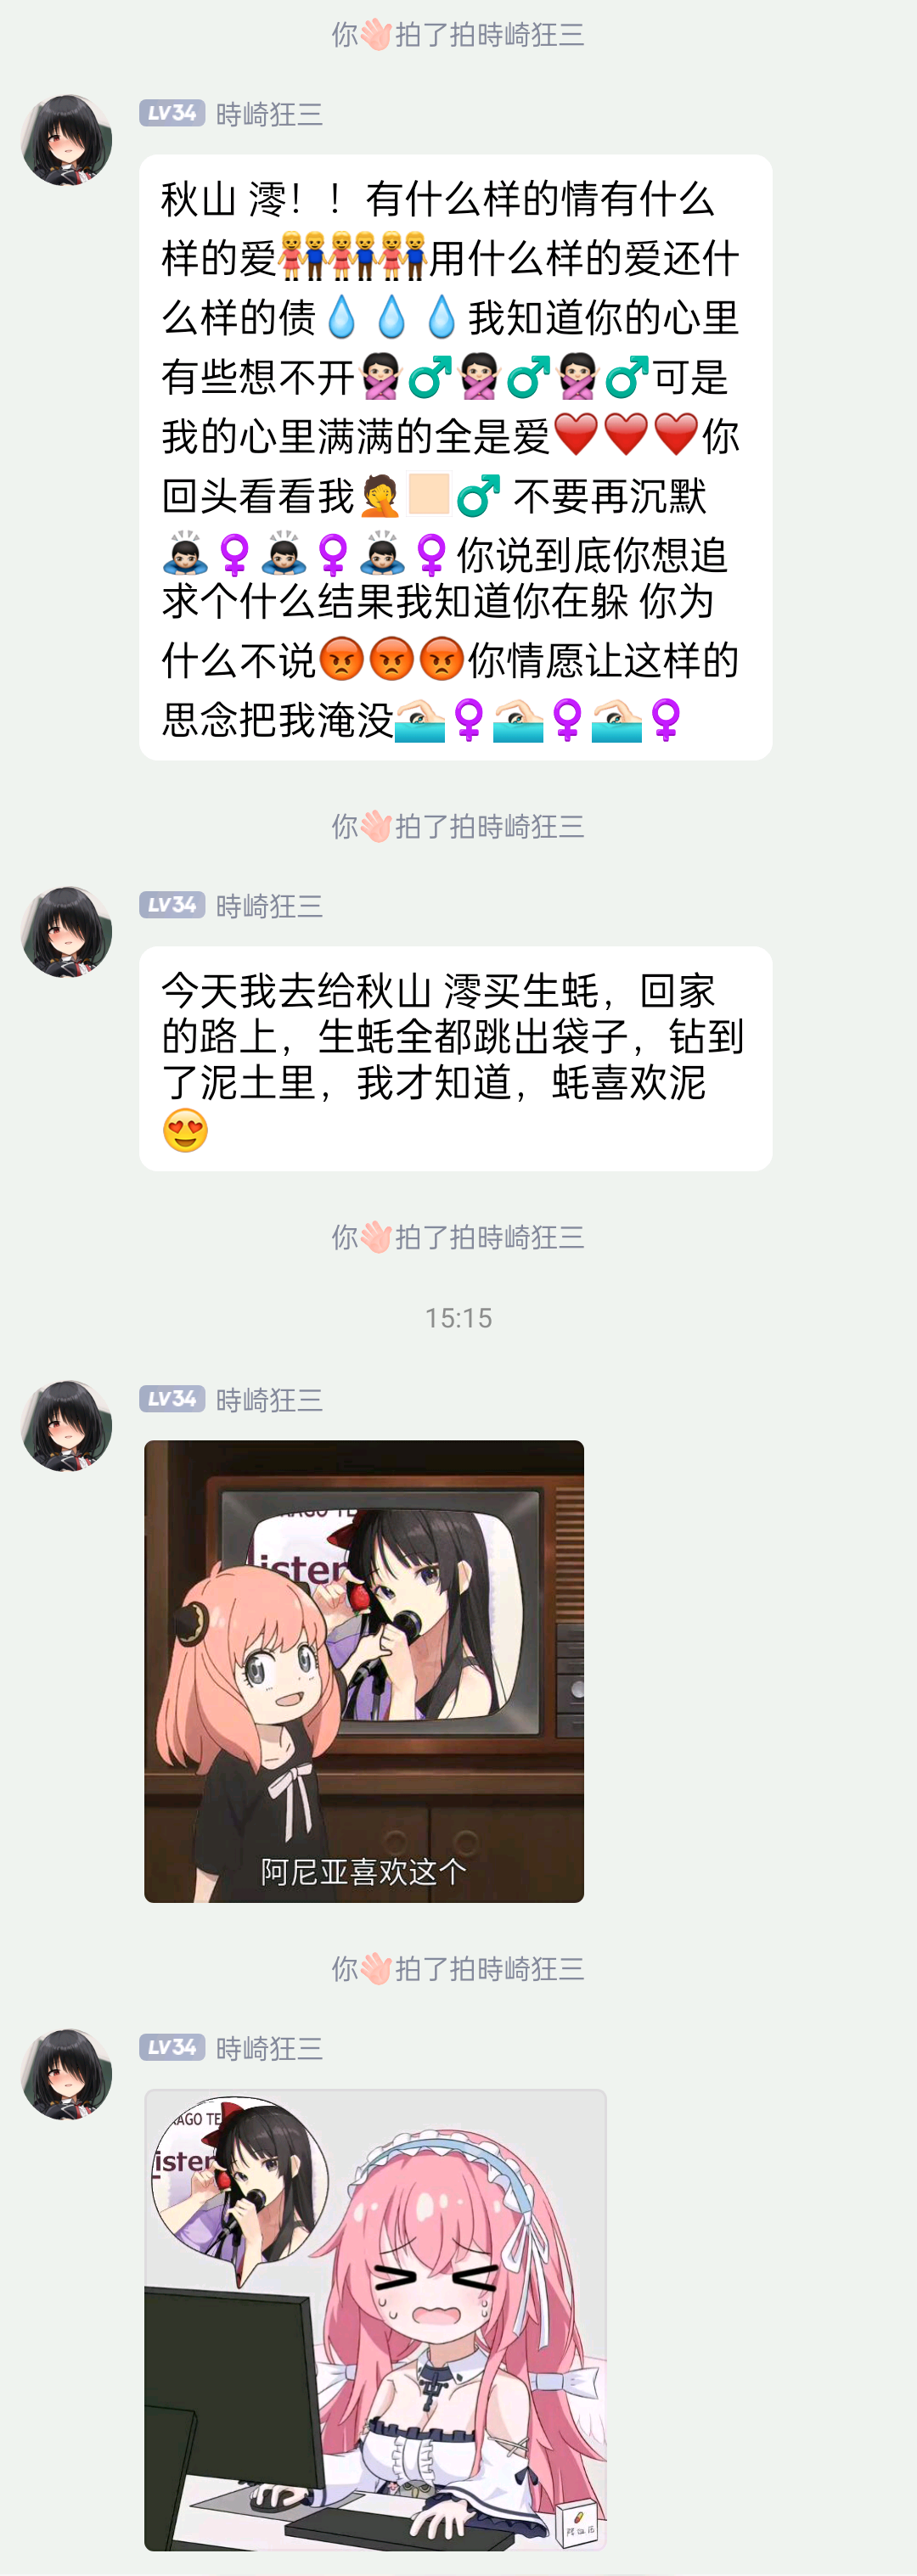 你👋🏻拍了拍時崎狂三
LV34 時崎狂三
秋山 澪！！有什么样的情有什么
样的爱👫👫👫用什么样的爱还什
么样的债💧💧💧我知道你的心里
有些想不开🙅🏻♂🙅🏻♂🙅🏻♂可是
我的心里满满的全是爱❤️❤️❤️你
回头看看我🤦🏼♂ 不要再沉默
🙇🏻♀🙇🏻♀🙇🏻♀你说到底你想追
求个什么结果我知道你在躲 你为
什么不说😡😡😡你情愿让这样的
思念把我淹没🏊🏻♀🏊🏻♀🏊🏻♀
你👋🏻拍了拍時崎狂三
LV34 時崎狂三
今天我去给秋山 澪买生蚝，回家
的路上，生蚝全都跳出袋子，钻到
了泥土里，我才知道，蚝喜欢泥
😍
你👋🏻拍了拍時崎狂三
15:15
LV34 時崎狂三
AGO TE
isten
阿尼亚喜欢这个
你👋🏻拍了拍時崎狂三
LV34 時崎狂三
AGO TE
isten